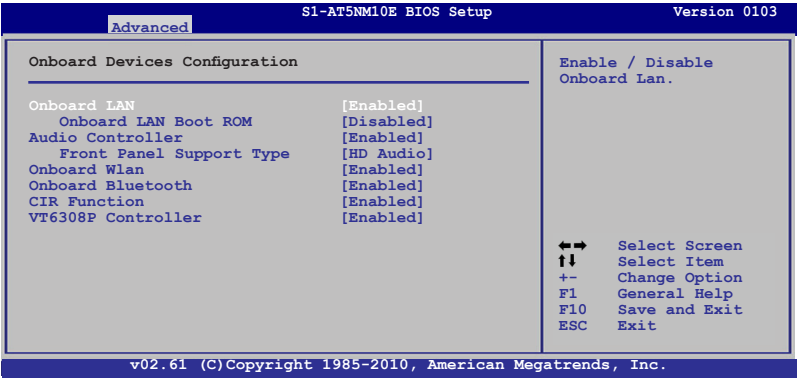 S1-AT5NM10E BIOS Setup Version 0103
Advanced
Onboard Devices Configuration
Onboard LAN [Enabled]
Onboard LAN Boot ROM [Disabled]
Audio Controller [Enabled]
Front Panel Support Type [HD Audio]
Onboard Wlan [Enabled]
Onboard Bluetooth [Enabled]
CIR Function [Enabled]
VT6308P Controller [Enabled]
Enable / Disable
Onboard Lan.
←→ Select Screen
↑↓ Select Item
+- Change Option
F1 General Help
F10 Save and Exit
ESC Exit
v02.61 (C)Copyright 1985-2010, American Megatrends, Inc.